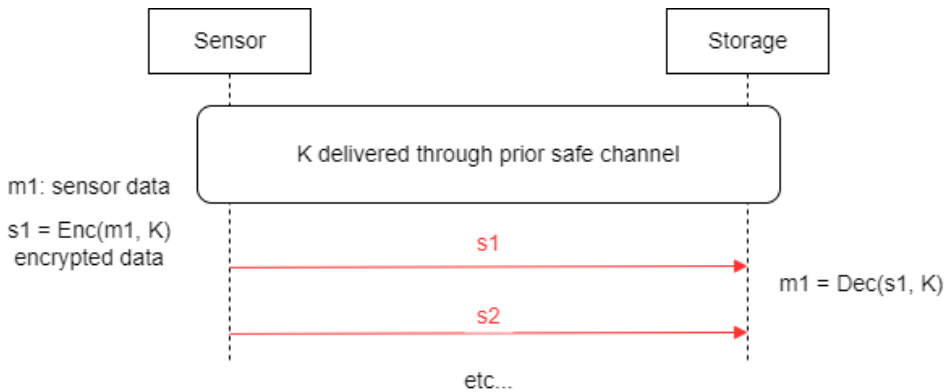 Sensor
Storage
K delivered through prior safe channel
m1: sensor data
s1 = Enc(m1, K)
encrypted data
s1
m1 = Dec(s1, K)
s2
etc...